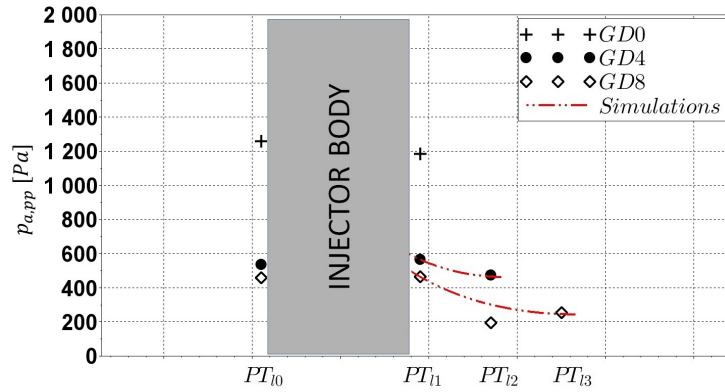 2 000
1 800
1 600
1 400
1 200
1 000
800
600
400
200
0
p_{a,pp} [Pa]
INJECTOR BODY
GD0
GD4
GD8
Simulations
PT_{l0} PT_{l1} PT_{l2} PT_{l3}